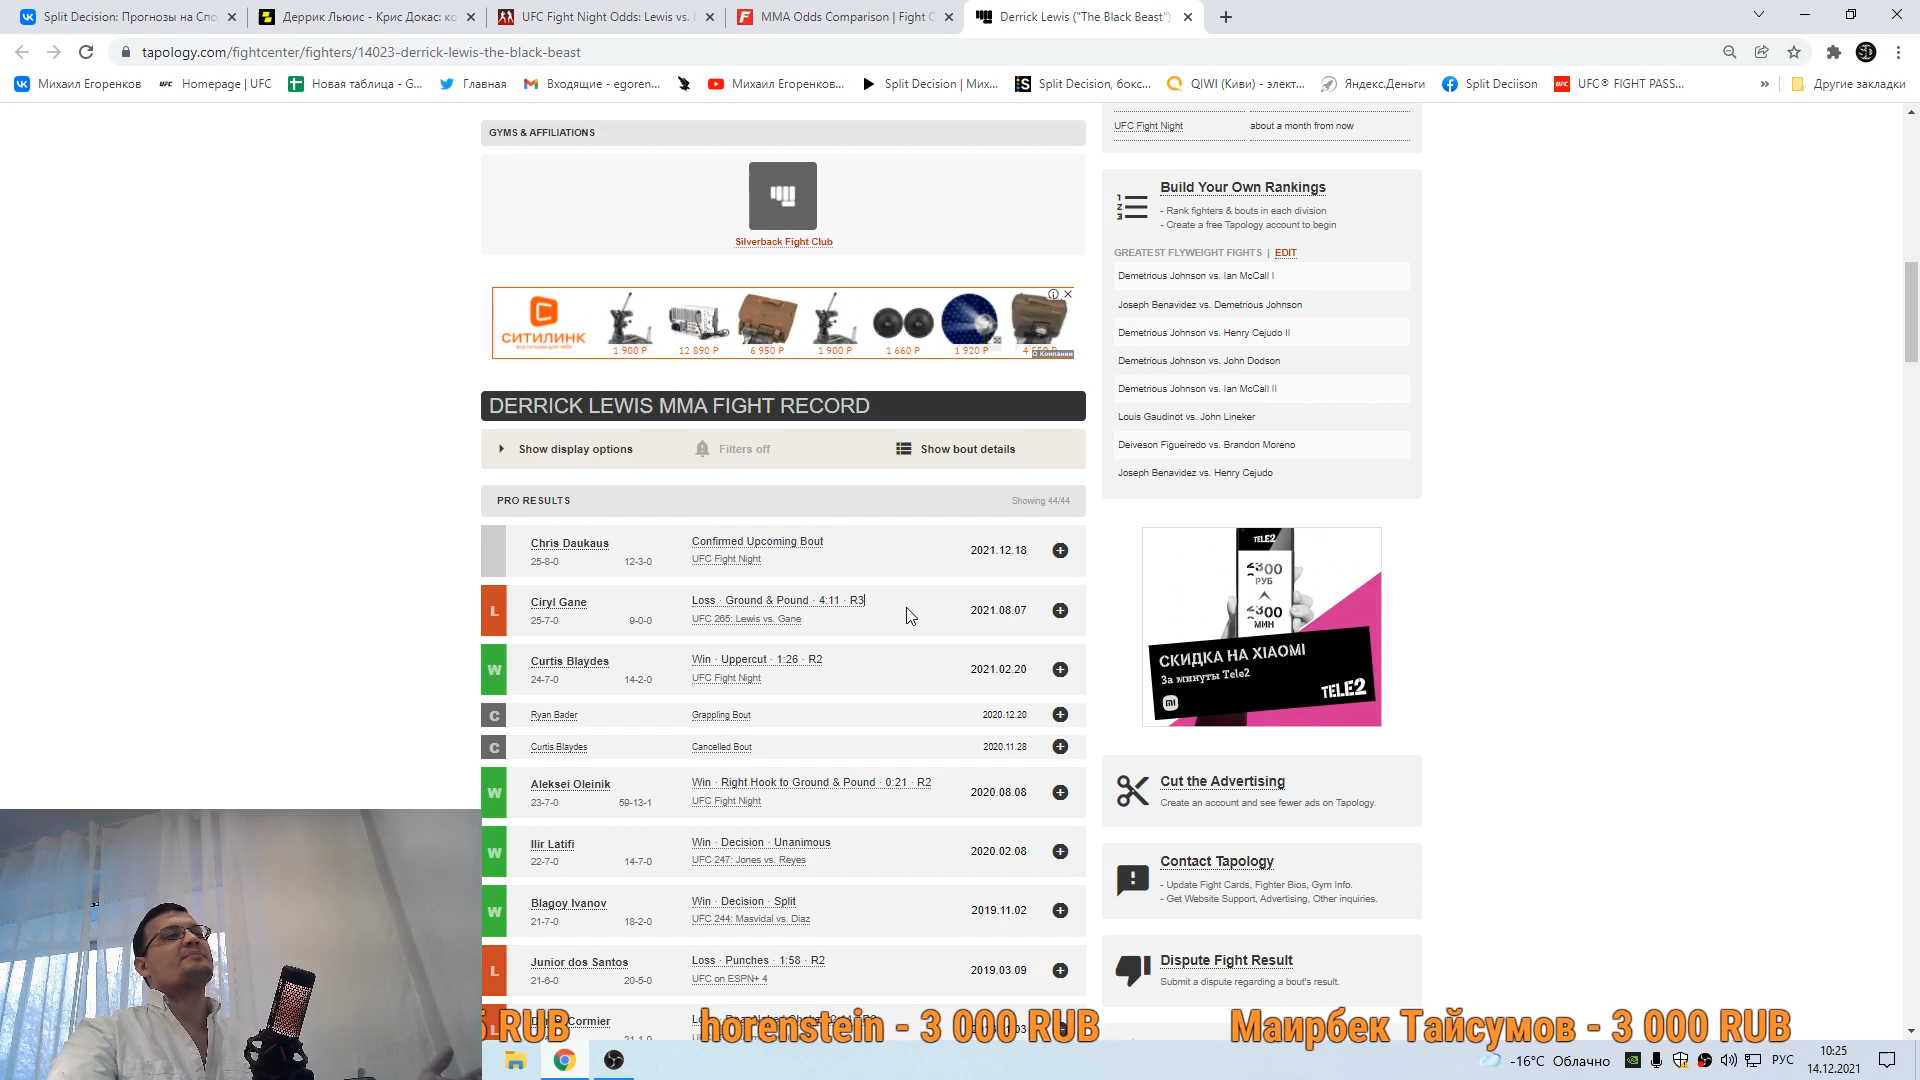 Split Decision: Прогнозы на Спо
Деррик Льюис - Крис Докас: ко
UFC Fight Night Odds: Lewis vs.
MMA Odds Comparison | Fight
Derrick Lewis ("The Black Beast")
tapology.com/fightcenter/fighters/14023-derrick-lewis-the-black-beast
Михаил Егоренков
Homepage | UFC
Новая таблица - G...
Главная
Входящие - egoren...
Михаил Егоренков...
Split Decision | Мих...
Split Decision, бокс...
QIWI (Киви) - элект...
Яндекс.Деньги
Split Deciison
UFC® FIGHT PASS...
»
Другие закладки
GYMS & AFFILIATIONS
Silverback Fight Club
СИТИЛИНК
1 900 Р
12 890 Р
6 950 Р
1 900 Р
1 660 Р
1 920 Р
О Компании
DERRICK LEWIS MMA FIGHT RECORD
Show display options
Filters off
Show bout details
PRO RESULTS
Showing 44/44
Chris Daukaus
25-8-0
12-3-0
Confirmed Upcoming Bout
UFC Fight Night
2021.12.18
L
Ciryl Gane
25-7-0
9-0-0
Loss · Ground & Pound · 4:11 · R3
UFC 265: Lewis vs. Gane
2021.08.07
W
Curtis Blaydes
24-7-0
14-2-0
Win · Uppercut · 1:26 · R2
UFC Fight Night
2021.02.20
C
Ryan Bader
Grappling Bout
2020.12.20
C
Curtis Blaydes
Cancelled Bout
2020.11.28
W
Aleksei Oleinik
23-7-0
59-13-1
Win · Right Hook to Ground & Pound · 0:21 · R2
UFC Fight Night
2020.08.08
W
Ilir Latifi
22-7-0
14-7-0
Win · Decision · Unanimous
UFC 247: Jones vs. Reyes
2020.02.08
W
Blagoy Ivanov
21-7-0
18-2-0
Win · Decision · Split
UFC 244: Masvidal vs. Diaz
2019.11.02
L
Junior dos Santos
21-6-0
20-5-0
Loss · Punches · 1:58 · R2
UFC on ESPN+ 4
2019.03.09
L
Cormier
UFC Fight Night
about a month from now
Build Your Own Rankings
- Rank fighters & bouts in each division
- Create a free Tapology account to begin
GREATEST FLYWEIGHT FIGHTS | EDIT
Demetrious Johnson vs. Ian McCall I
Joseph Benavidez vs. Demetrious Johnson
Demetrious Johnson vs. Henry Cejudo II
Demetrious Johnson vs. John Dodson
Demetrious Johnson vs. Ian McCall II
Louis Gaudinot vs. John Lineker
Deiveson Figueiredo vs. Brandon Moreno
Joseph Benavidez vs. Henry Cejudo
TELE2
2300
РУБ
2300
МИН
СКИДКА НА XIAOMI
За минуты Tele2
TELE2
Cut the Advertising
Create an account and see fewer ads on Tapology.
Contact Tapology
- Update Fight Cards, Fighter Bios, Gym Info.
- Get Website Support, Advertising, Other inquiries.
Dispute Fight Result
Submit a dispute regarding a bout's result.
5 RUB
horenstein - 3 000 RUB
Маирбек Тайсумов - 3 000 RUB
-16°C Облачно
РУС
10:25
14.12.2021